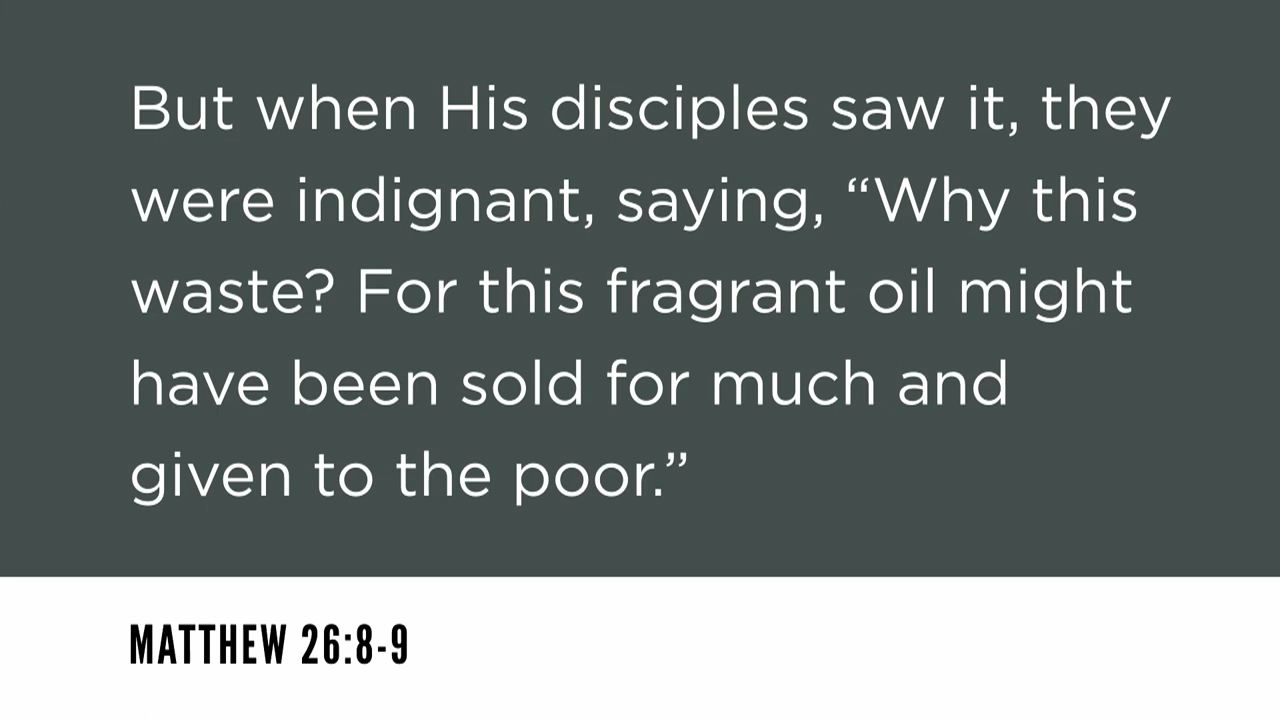 But when His disciples saw it, they
were indignant, saying, “Why this
waste? For this fragrant oil might
have been sold for much and
given to the poor.”
MATTHEW 26:8-9